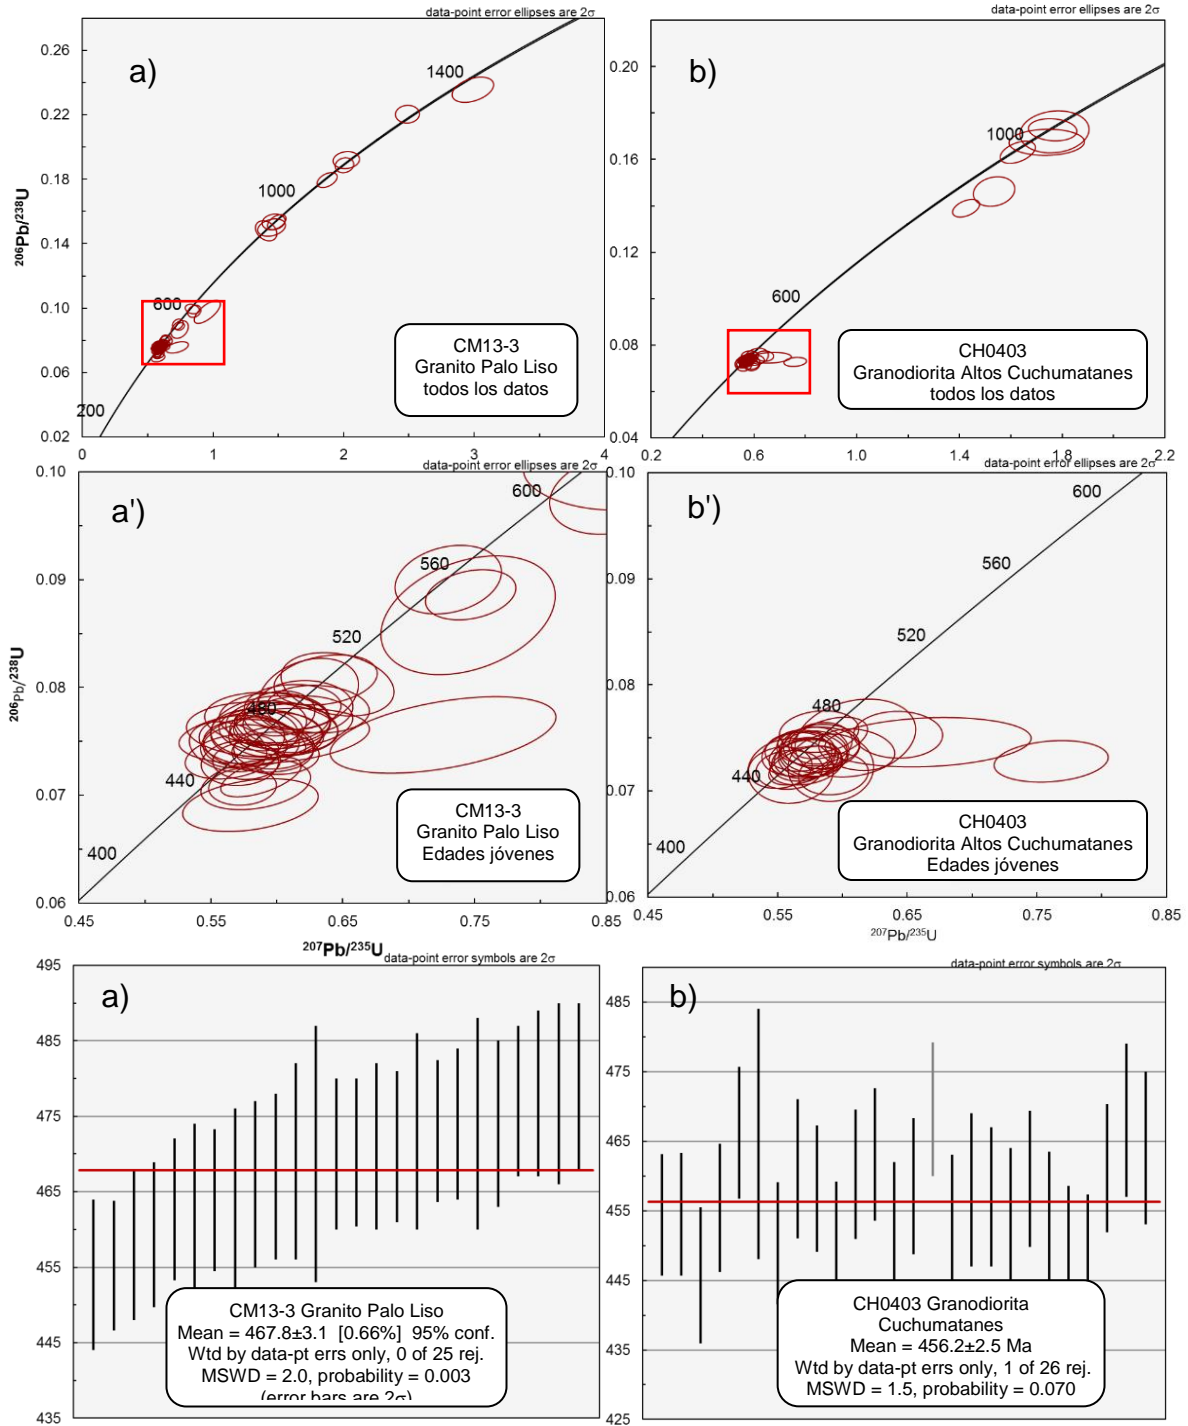 data-point error ellipses are 2σ
a)
0.26
0.22
0.18
0.14
0.10
0.06
0.02
1400
1000
600
200
206Pb/238U
CM13-3
Granito Palo Liso
todos los datos
0
1
2
3
4
data-point error ellipses are 2σ
b)
0.20
0.16
0.12
0.08
0.04
1000
600
CH0403
Granodiorita Altos Cuchumatanes
todos los datos
0.2
0.6
1.0
1.4
1.8
2.2
data-point error ellipses are 2σ
a')
0.10
0.09
0.08
0.07
0.06
600
560
520
480
440
400
206Pb/238U
CM13-3
Granito Palo Liso
Edades jóvenes
0.45
0.55
0.65
0.75
0.85
207Pb/235U
data-point error ellipses are 2σ
b')
0.10
0.09
0.08
0.07
0.06
600
560
520
480
440
400
CH0403
Granodiorita Altos Cuchumatanes
Edades jóvenes
0.45
0.55
0.65
0.75
0.85
207Pb/235U
data-point error symbols are 2σ
a)
495
485
475
465
455
445
435
CM13-3 Granito Palo Liso
Mean = 467.8±3.1 [0.66%] 95% conf.
Wtd by data-pt errs only, 0 of 25 rej.
MSWD = 2.0, probability = 0.003
(error bars are 2σ)
data-point error symbols are 2σ
b)
485
475
465
455
445
435
425
CH0403 Granodiorita
Cuchumatanes
Mean = 456.2±2.5 Ma
Wtd by data-pt errs only, 1 of 26 rej.
MSWD = 1.5, probability = 0.070